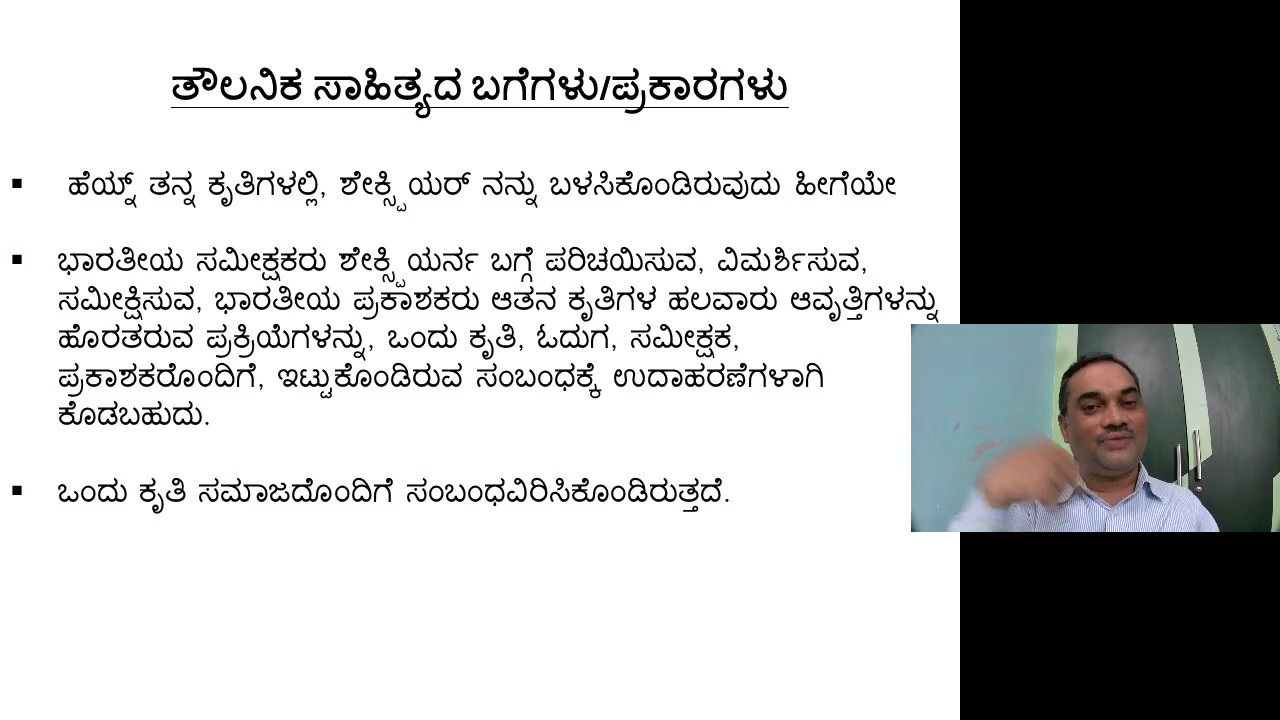 ತೌಲನಿಕ ಸಾಹಿತ್ಯದ ಬಗೆಗಳು/ಪ್ರಕಾರಗಳು
▪ ಹೆಯ್ನ್ ತನ್ನ ಕೃತಿಗಳಲ್ಲಿ, ಶೇಕ್ಸ್ಪಿಯರ್ ನನ್ನು ಬಳಸಿಕೊಂಡಿರುವುದು ಹೀಗೆಯೇ
▪ ಭಾರತೀಯ ಸಮೀಕ್ಷಕರು ಶೇಕ್ಸ್ಪಿಯರ್ನ ಬಗ್ಗೆ ಪರಿಚಯಿಸುವ, ವಿಮರ್ಶಿಸುವ,
ಸಮೀಕ್ಷಿಸುವ, ಭಾರತೀಯ ಪ್ರಕಾಶಕರು ಆತನ ಕೃತಿಗಳ ಹಲವಾರು ಆವೃತ್ತಿಗಳನ್ನು
ಹೊರತರುವ ಪ್ರಕ್ರಿಯೆಗಳನ್ನು, ಒಂದು ಕೃತಿ, ಓದುಗ, ಸಮೀಕ್ಷಕ,
ಪ್ರಕಾಶಕರೊಂದಿಗೆ, ಇಟ್ಟುಕೊಂಡಿರುವ ಸಂಬಂಧಕ್ಕೆ ಉದಾಹರಣೆಗಳಾಗಿ
ಕೊಡಬಹುದು.
▪ ಒಂದು ಕೃತಿ ಸಮಾಜದೊಂದಿಗೆ ಸಂಬಂಧವಿರಿಸಿಕೊಂಡಿರುತ್ತದೆ.